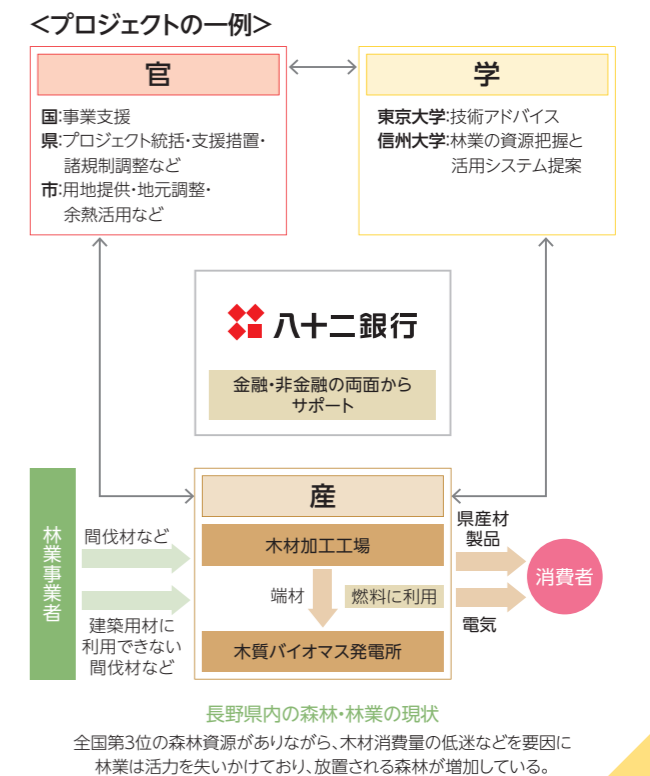 <プロジェクトの一例>
官
国:事業支援
県:プロジェクト統括・支援措置・
諸規制調整など
市:用地提供・地元調整・
余熱活用など
学
東京大学:技術アドバイス
信州大学:林業の資源把握と
活用システム提案
八十二銀行
金融・非金融の両面から
サポート
林業事業者
間伐材など
建築用材に
利用できない
間伐材など
産
木材加工工場
端材
燃料に利用
木質バイオマス発電所
県産材
製品
電気
消費者
長野県内の森林・林業の現状
全国第3位の森林資源がありながら、木材消費量の低迷などを要因に
林業は活力を失いかけており、放置される森林が増加している。